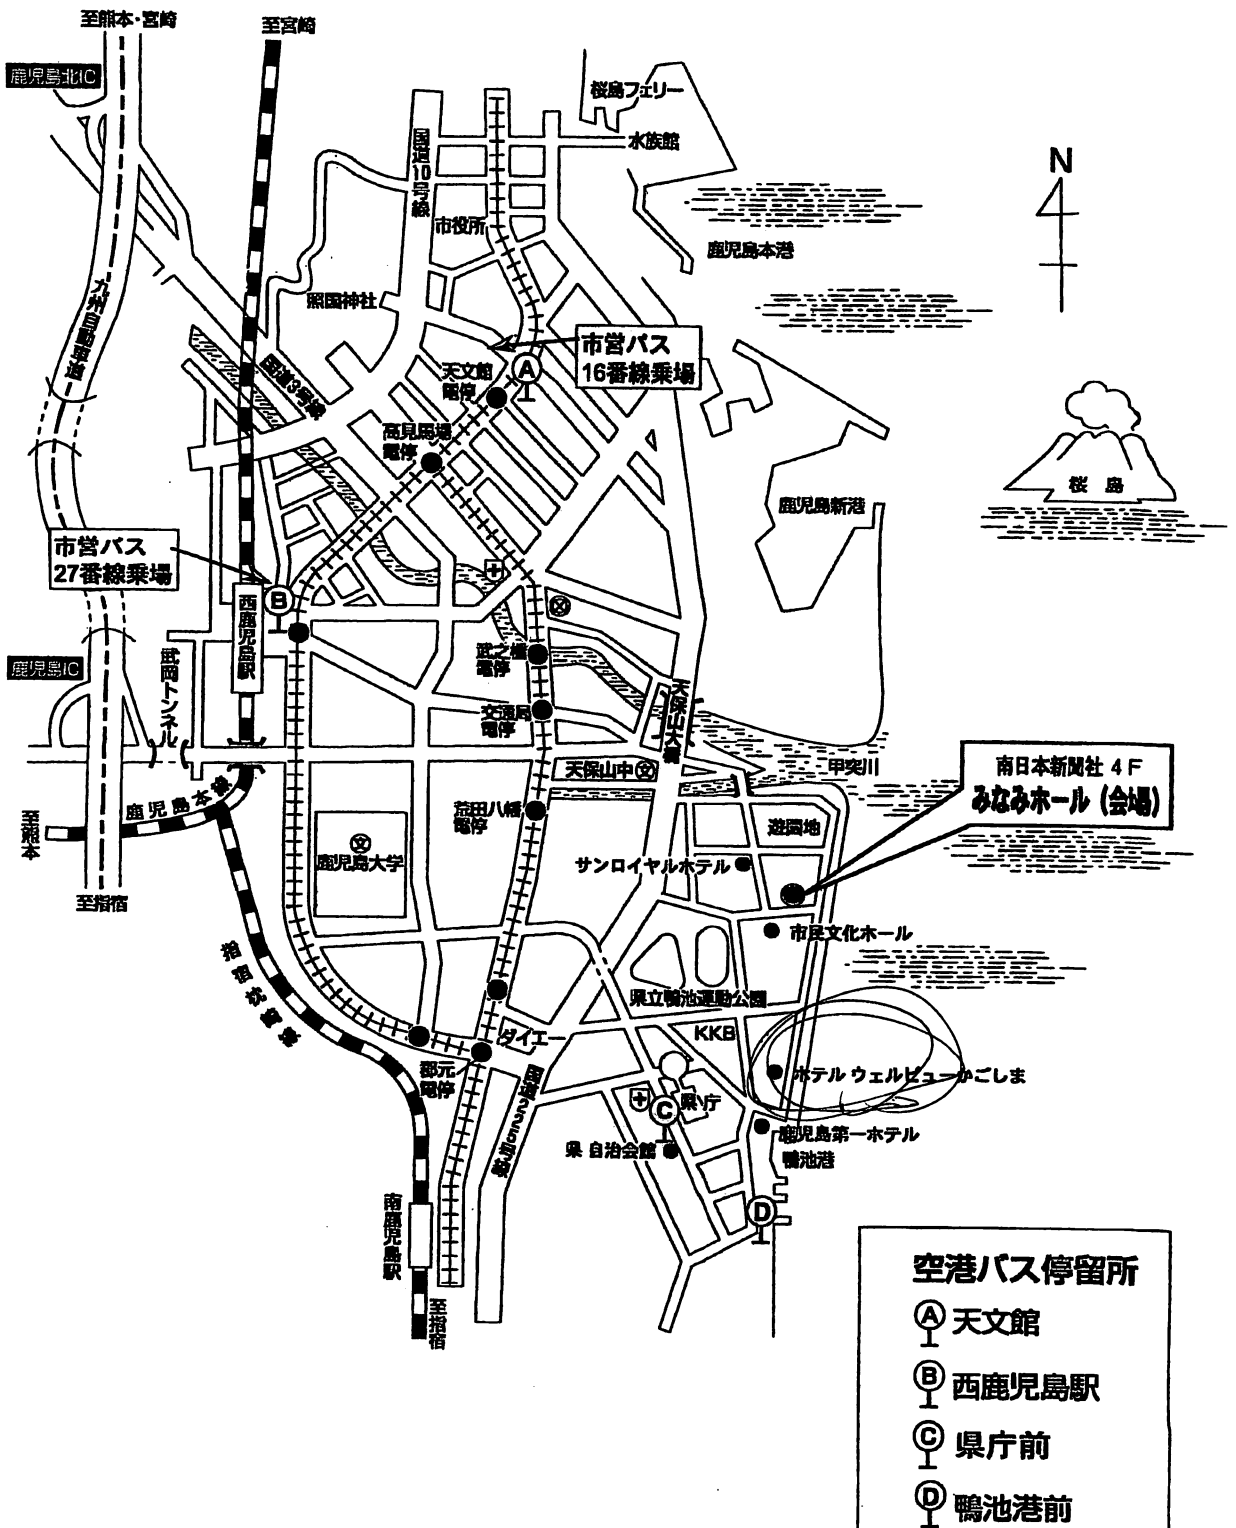 至熊本・宮崎
至宮崎
鹿児島北IC
桜島フェリー
国道10号線
水族館
N
市役所
鹿児島本港
九州自動車道
照国神社
国道3号線
市営バス
16番線乗場
天文館
電停
A
高見馬場
電停
桜島
鹿児島新港
市営バス
27番線乗場
B
西鹿児島駅
武之橋
電停
鹿児島IC
武岡トンネル
交通局
電停
天保山大橋
甲突川
南日本新聞社 4F
みなみホール (会場)
天保山中 文
鹿児島本線
至熊本
荒田八幡
電停
遊園地
文
鹿児島大学
サンロイヤルホテル
至指宿
市民文化ホール
指宿枕崎線
県立鴨池運動公園
ダイエー
KKB
郡元
電停
ホテル ウェルビューかごしま
国道225号線
県庁
C
鹿児島第一ホテル
県 自治会館
鴨池港
D
南鹿児島駅
至指宿
空港バス停留所
A 天文館
B 西鹿児島駅
C 県庁前
D 鴨池港前